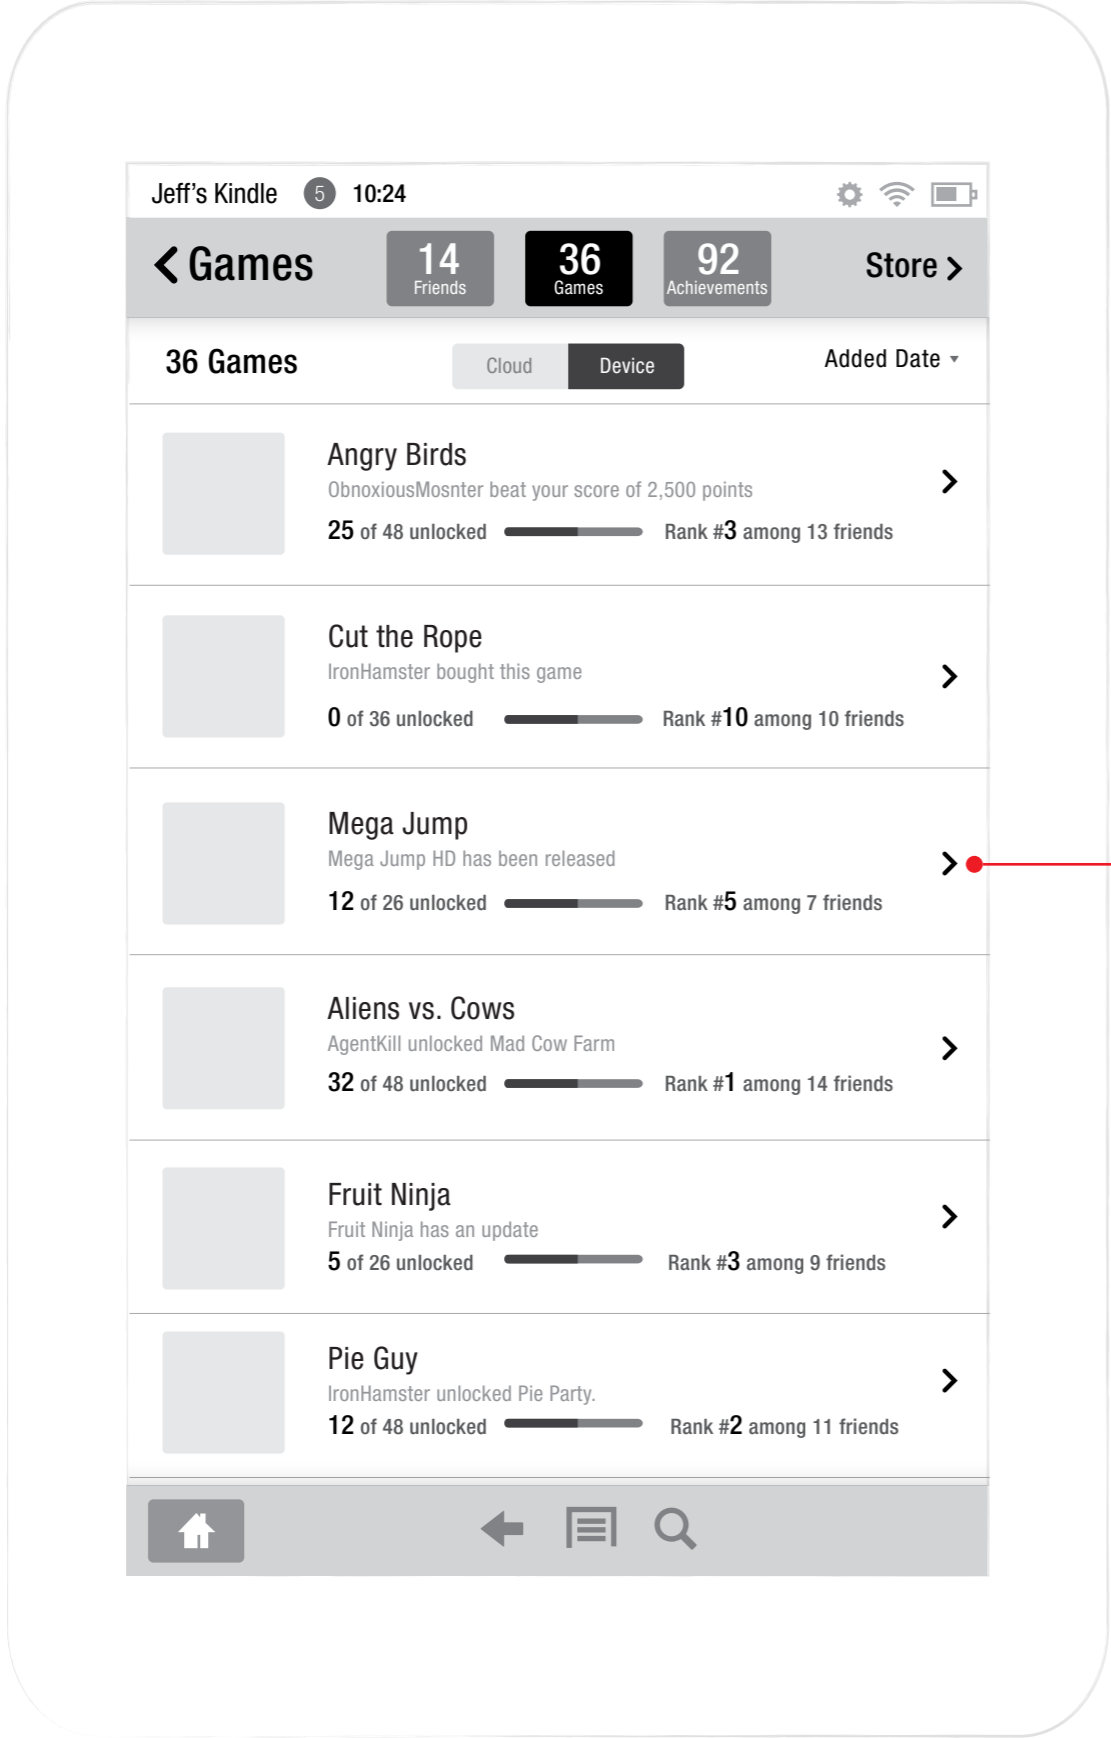 Jeff's Kindle 5 10:24
Games
14 Friends
36 Games
92 Achievements
Store
36 Games
Cloud Device
Added Date
Angry Birds
ObnoxiousMosnter beat your score of 2,500 points
25 of 48 unlocked Rank #3 among 13 friends
Cut the Rope
IronHamster bought this game
0 of 36 unlocked Rank #10 among 10 friends
Mega Jump
Mega Jump HD has been released
12 of 26 unlocked Rank #5 among 7 friends
Aliens vs. Cows
AgentKill unlocked Mad Cow Farm
32 of 48 unlocked Rank #1 among 14 friends
Fruit Ninja
Fruit Ninja has an update
5 of 26 unlocked Rank #3 among 9 friends
Pie Guy
IronHamster unlocked Pie Party.
12 of 48 unlocked Rank #2 among 11 friends